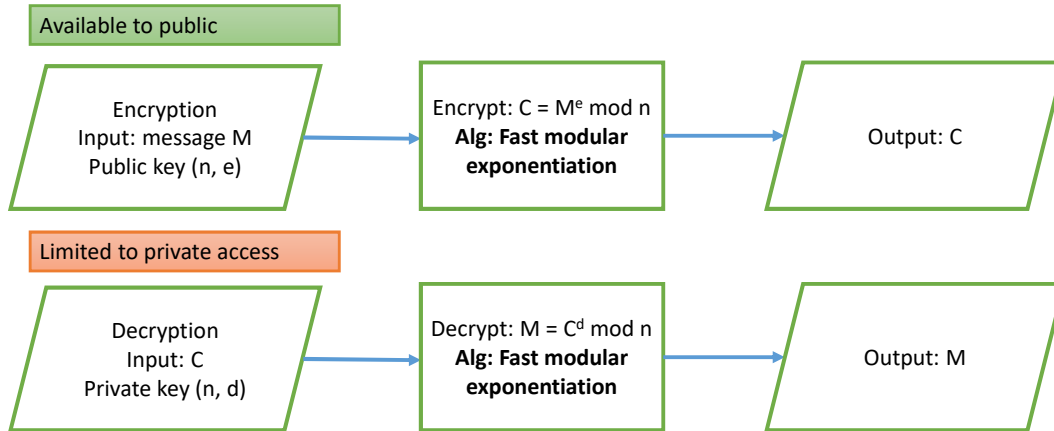 Available to public
Encryption
Input: message M
Public key (n, e)
Encrypt: C = Mᵉ mod n
Alg: Fast modular
exponentiation
Output: C
Limited to private access
Decryption
Input: C
Private key (n, d)
Decrypt: M = Cᵈ mod n
Alg: Fast modular
exponentiation
Output: M